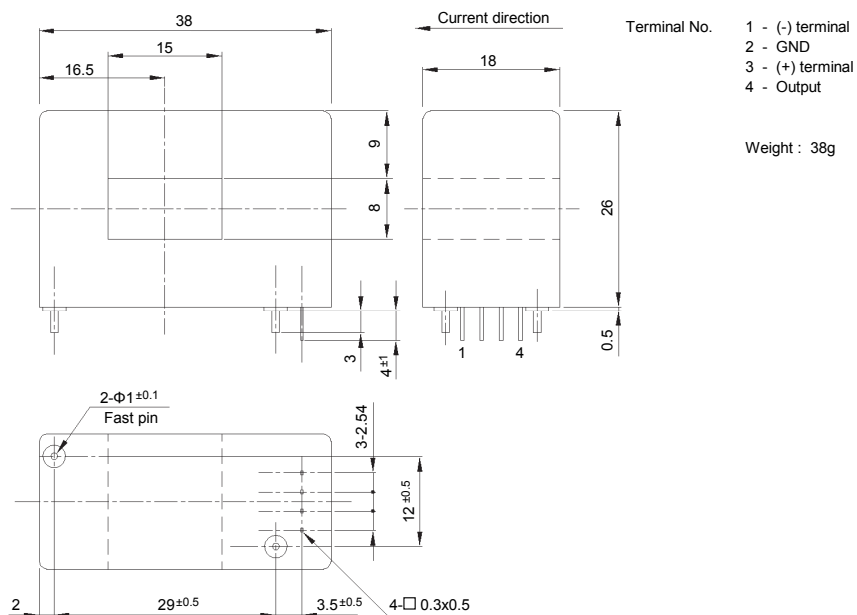 38
15
16.5
9
8
3
4±1
Current direction
18
26
0.5
1 4
Terminal No. 1 - (-) terminal
2 - GND
3 - (+) terminal
4 - Output
Weight : 38g
2-Φ1±0.1
Fast pin
3-2.54
12 ±0.5
2
29±0.5
3.5±0.5
4-□ 0.3x0.5